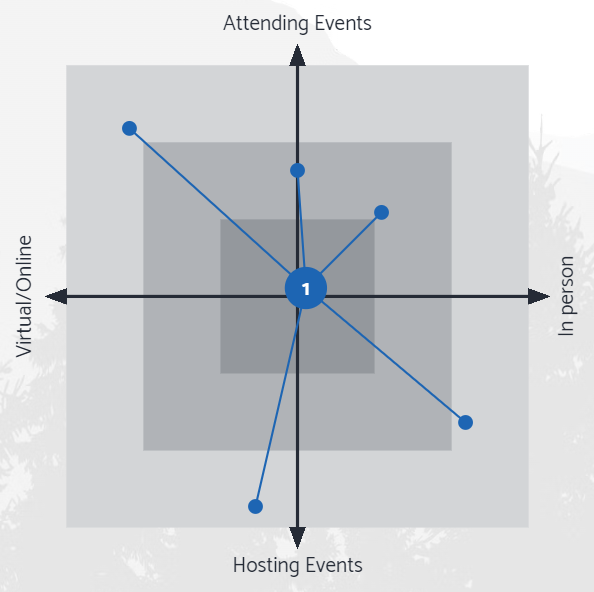 Attending Events
Virtual/Online
1
In person
Hosting Events